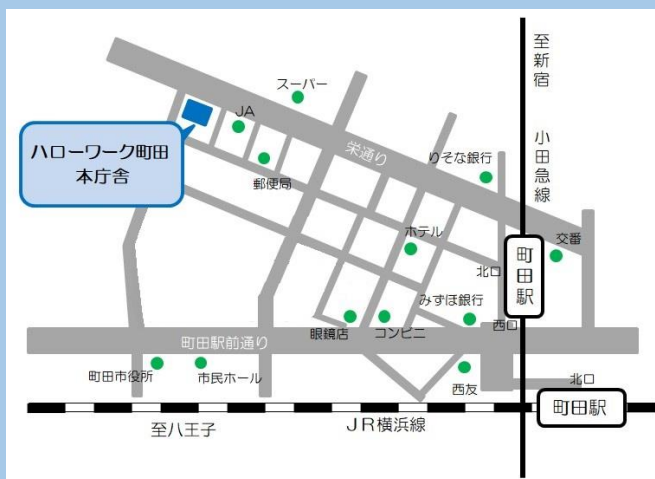 至新宿
小田急線
スーパー
JA
ハローワーク町田
本庁舎
郵便局
栄通り
りそな銀行
ホテル
交番
北口
町田駅
みずほ銀行
西口
眼鏡店
コンビニ
町田駅前通り
町田市役所
市民ホール
西友
北口
町田駅
至八王子
JR横浜線